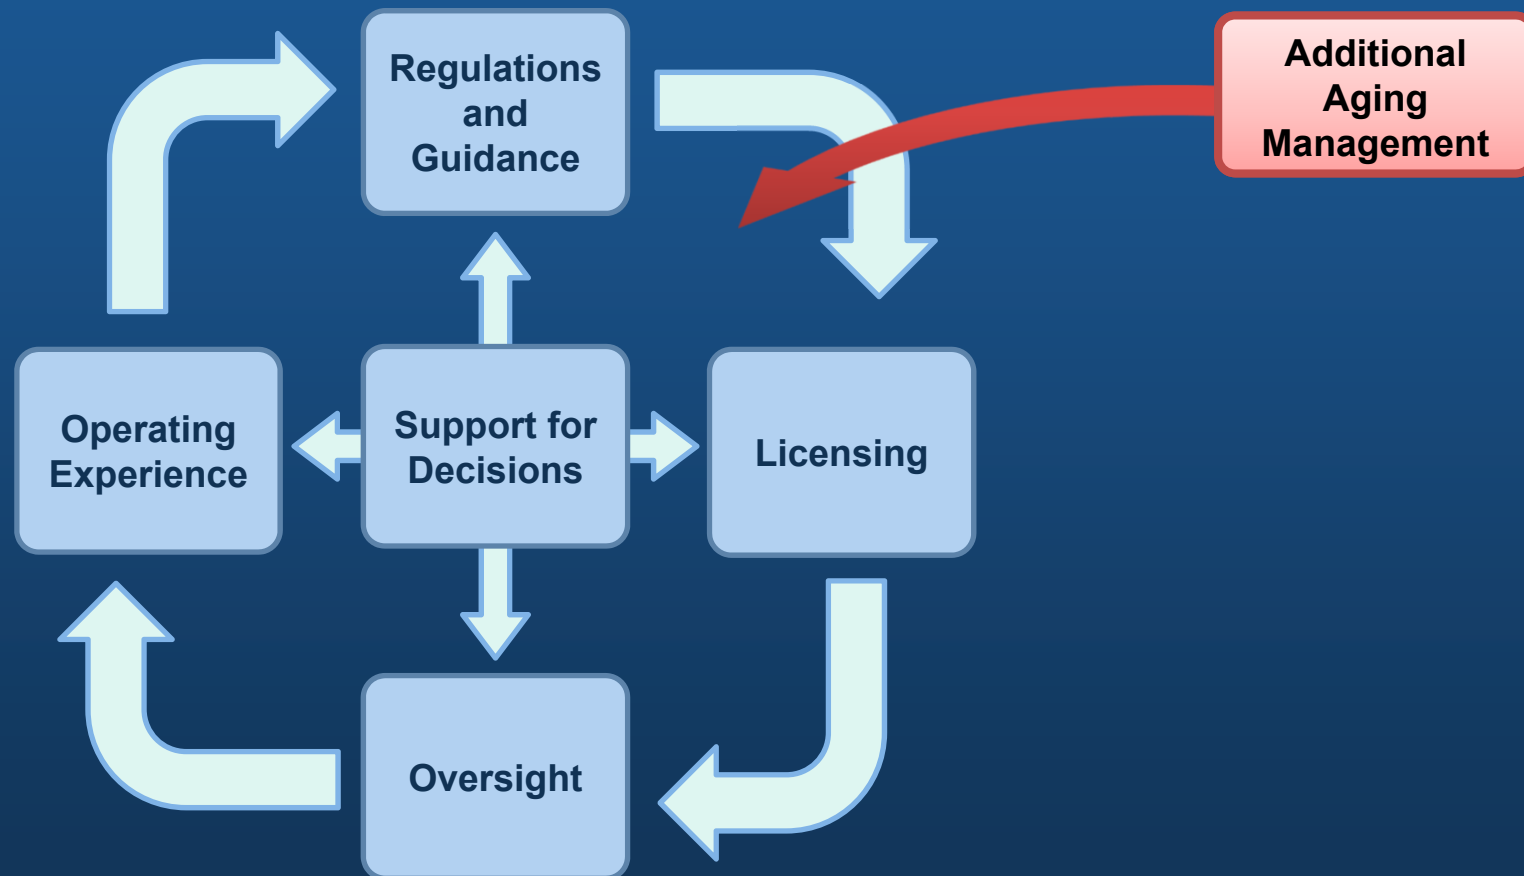 Regulations
and
Guidance
Additional
Aging
Management
Operating
Experience
Support for
Decisions
Licensing
Oversight